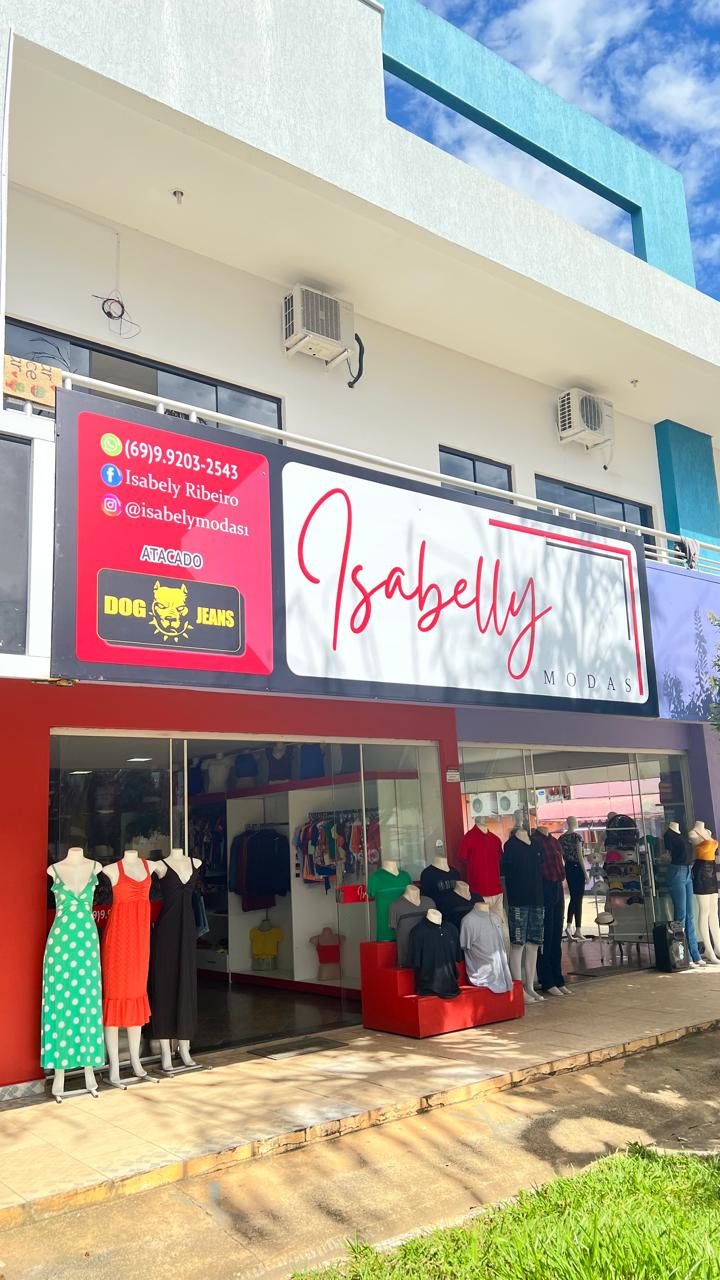 (69)9.9203-2543
Isabely Ribeiro
@isabelymodas1
ATACADO
DOG JEANS
Isabelly
MODAS